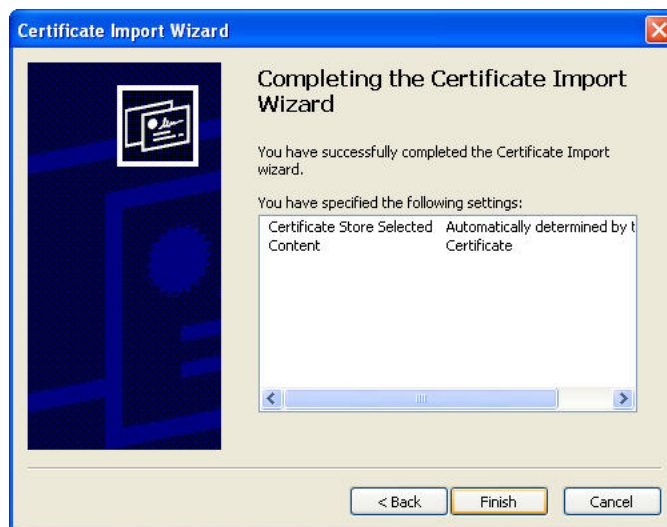 Certificate Import Wizard
Completing the Certificate Import
Wizard
You have successfully completed the Certificate Import
wizard.
You have specified the following settings:
Certificate Store Selected Automatically determined by t
Content Certificate
< Back Finish Cancel